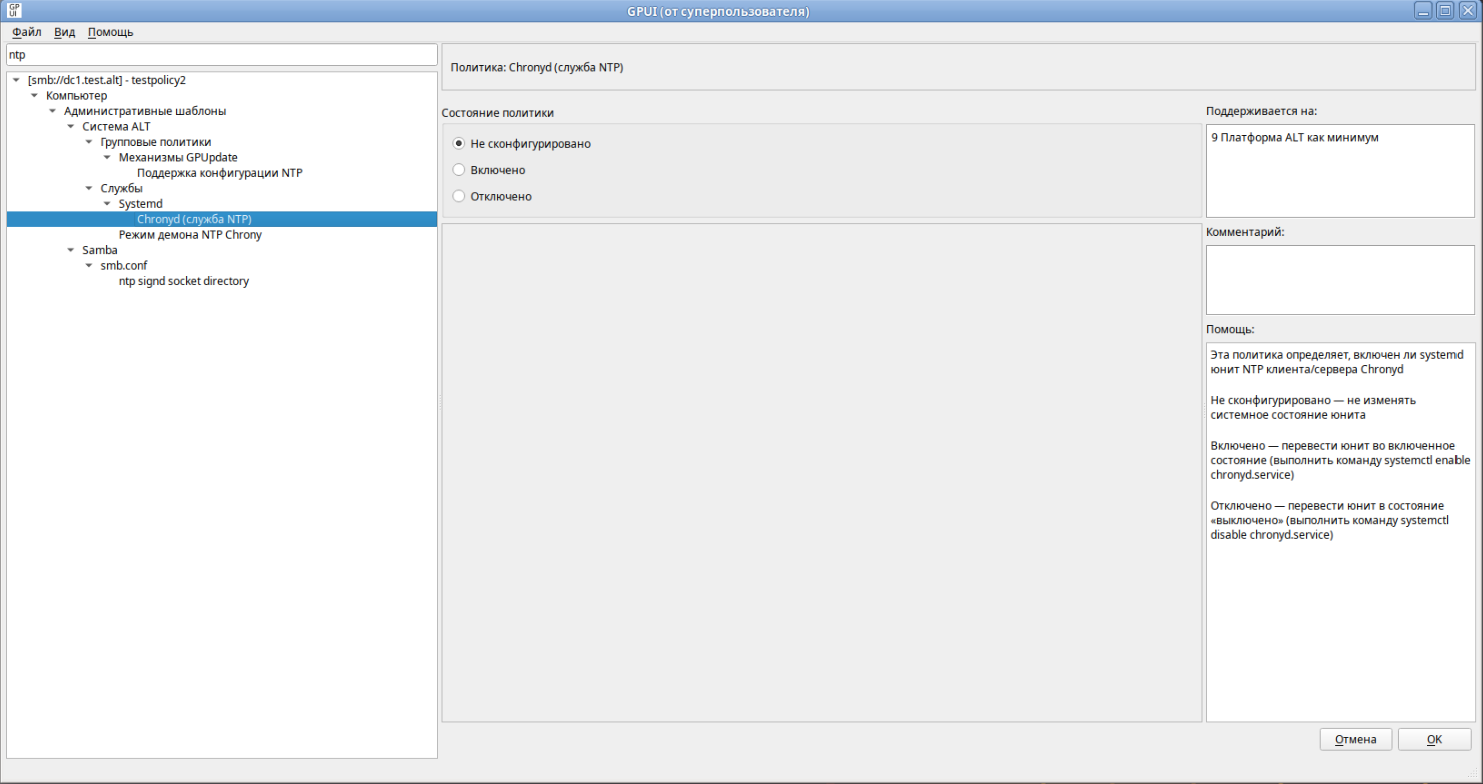 GP UI
GPUI (от суперпользователя)
Файл Вид Помощь
ntp
[smb://dc1.test.alt] - testpolicy2
Компьютер
Административные шаблоны
Система ALT
Групповые политики
Механизмы GPUpdate
Поддержка конфигурации NTP
Службы
Systemd
Chronyd (служба NTP)
Режим демона NTP Chrony
Samba
smb.conf
ntp signd socket directory
Политика: Chronyd (служба NTP)
Состояние политики
Не сконфигурировано
Включено
Отключено
Поддерживается на:
9 Платформа ALT как минимум
Комментарий:
Помощь:
Эта политика определяет, включен ли systemd
юнит NTP клиента/сервера Chronyd
Не сконфигурировано — не изменять
системное состояние юнита
Включено — перевести юнит во включенное
состояние (выполнить команду systemctl enable
chronyd.service)
Отключено — перевести юнит в состояние
«выключено» (выполнить команду systemctl
disable chronyd.service)
Отмена
OK